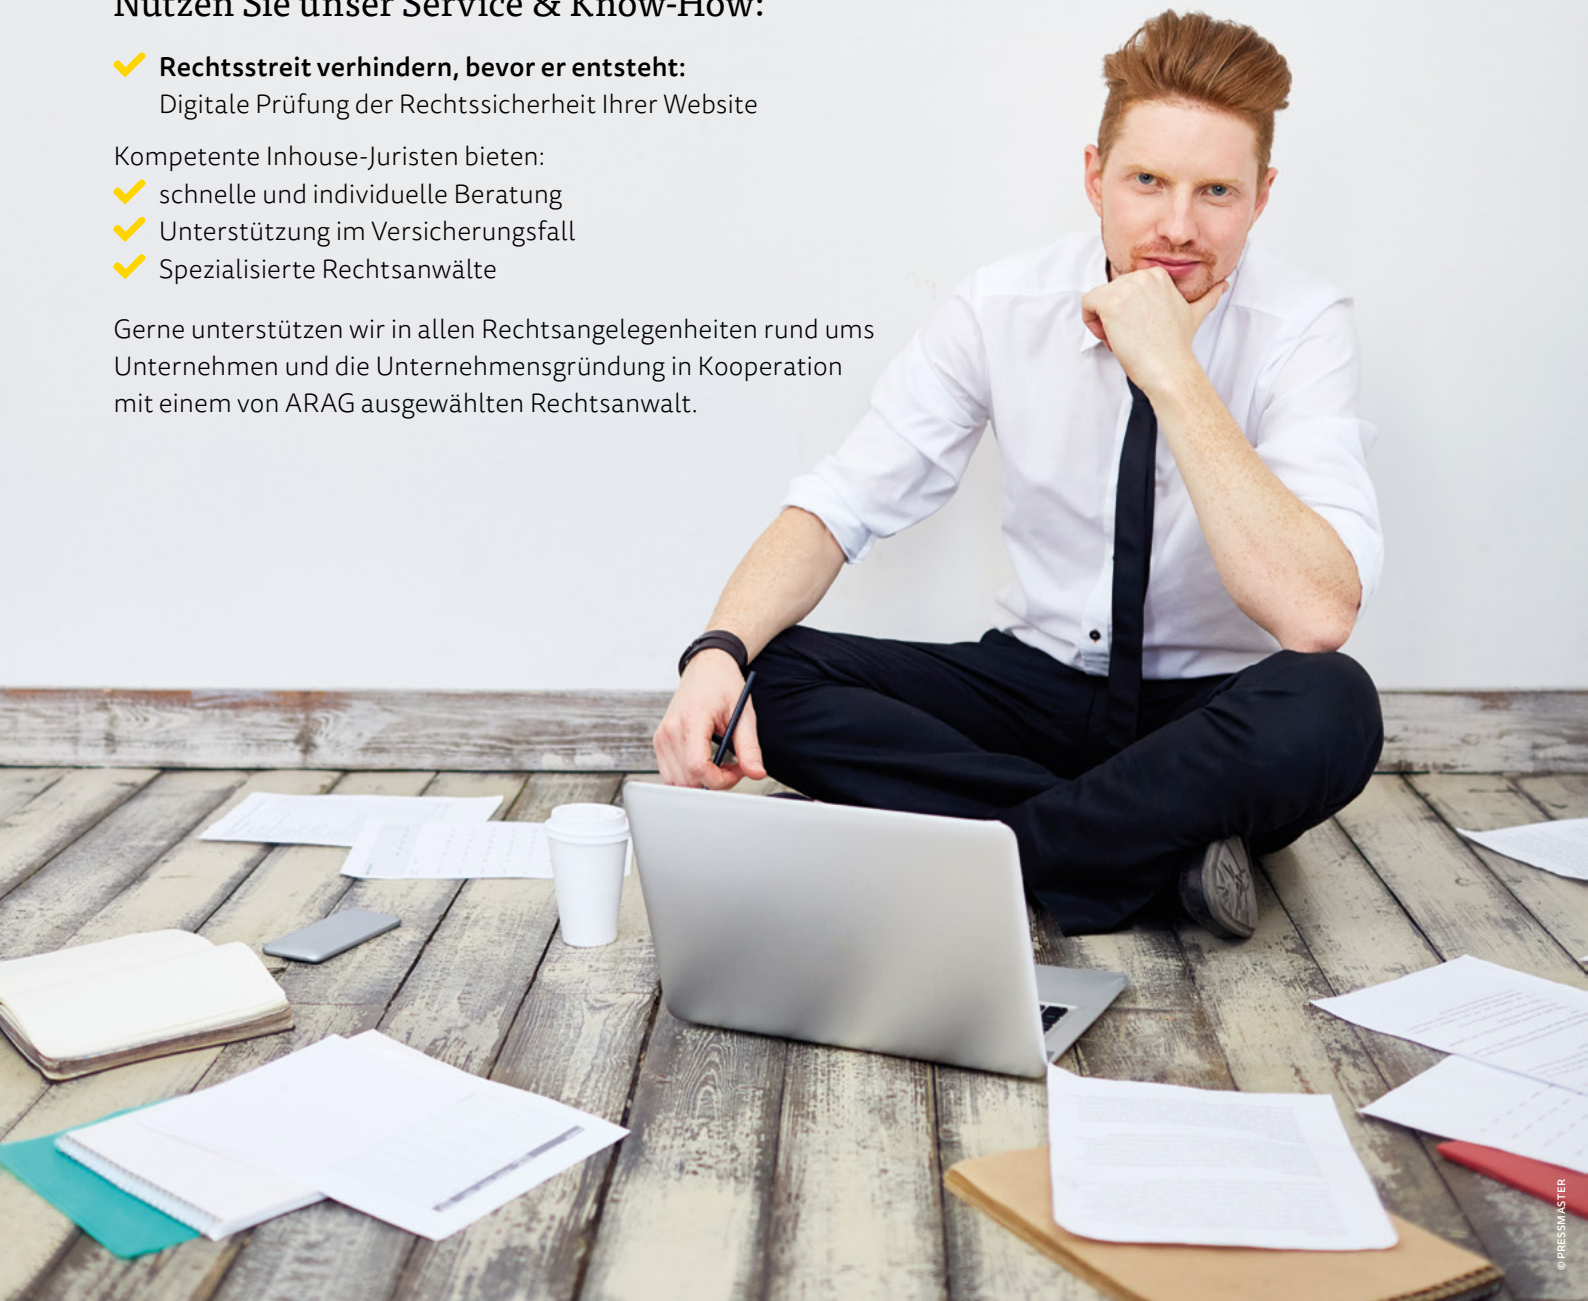 Nutzen Sie unser Service & Know-How:
Rechtsstreit verhindern, bevor er entsteht:
Digitale Prüfung der Rechtssicherheit Ihrer Website
Kompetente Inhouse-Juristen bieten:
schnelle und individuelle Beratung
Unterstützung im Versicherungsfall
Spezialisierte Rechtsanwälte
Gerne unterstützen wir in allen Rechtsangelegenheiten rund ums
Unternehmen und die Unternehmensgründung in Kooperation
mit einem von ARAG ausgewählten Rechtsanwalt.
© PRESSMASTER